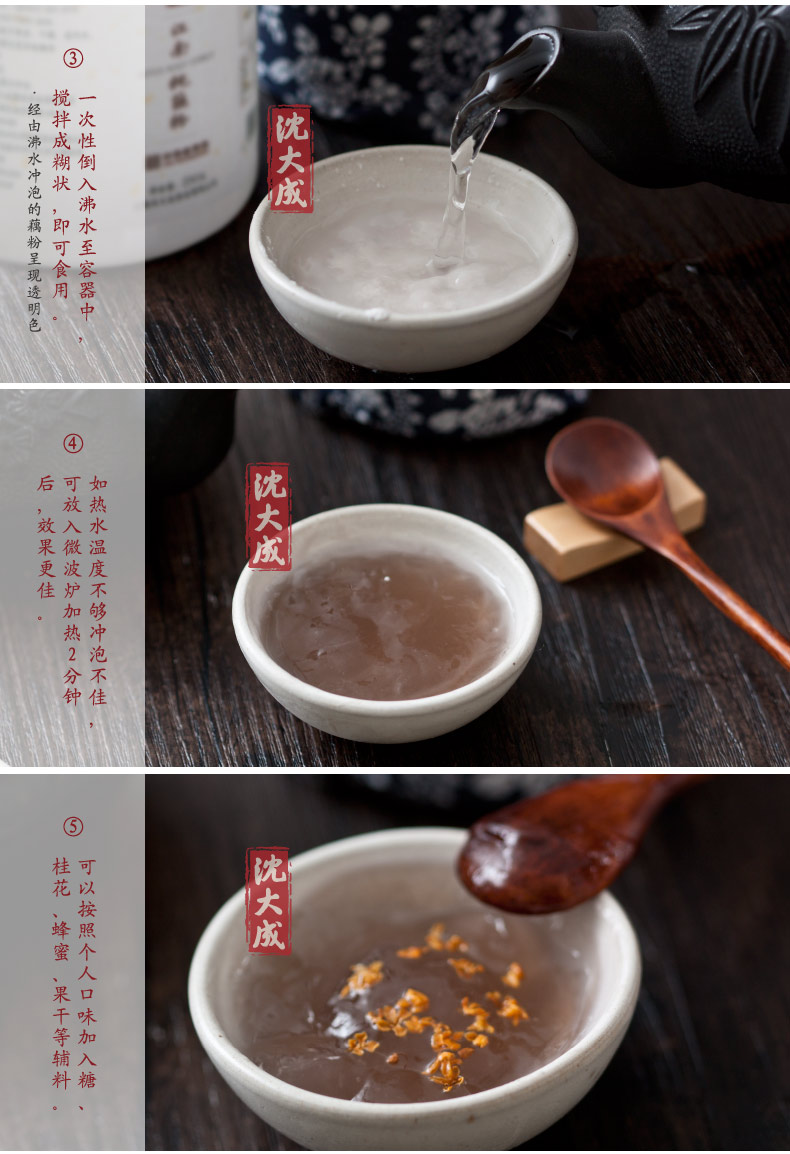 ③
一次性倒入沸水至容器中，
搅拌成糊状，即可食用。
·经由沸水冲泡的藕粉呈现透明色
沈大成
④
如热水温度不够冲泡不佳，
可放入微波炉加热2分钟
后，效果更佳。
沈大成
⑤
可以按照个人口味加入糖、
桂花、蜂蜜、果干等辅料。
沈大成